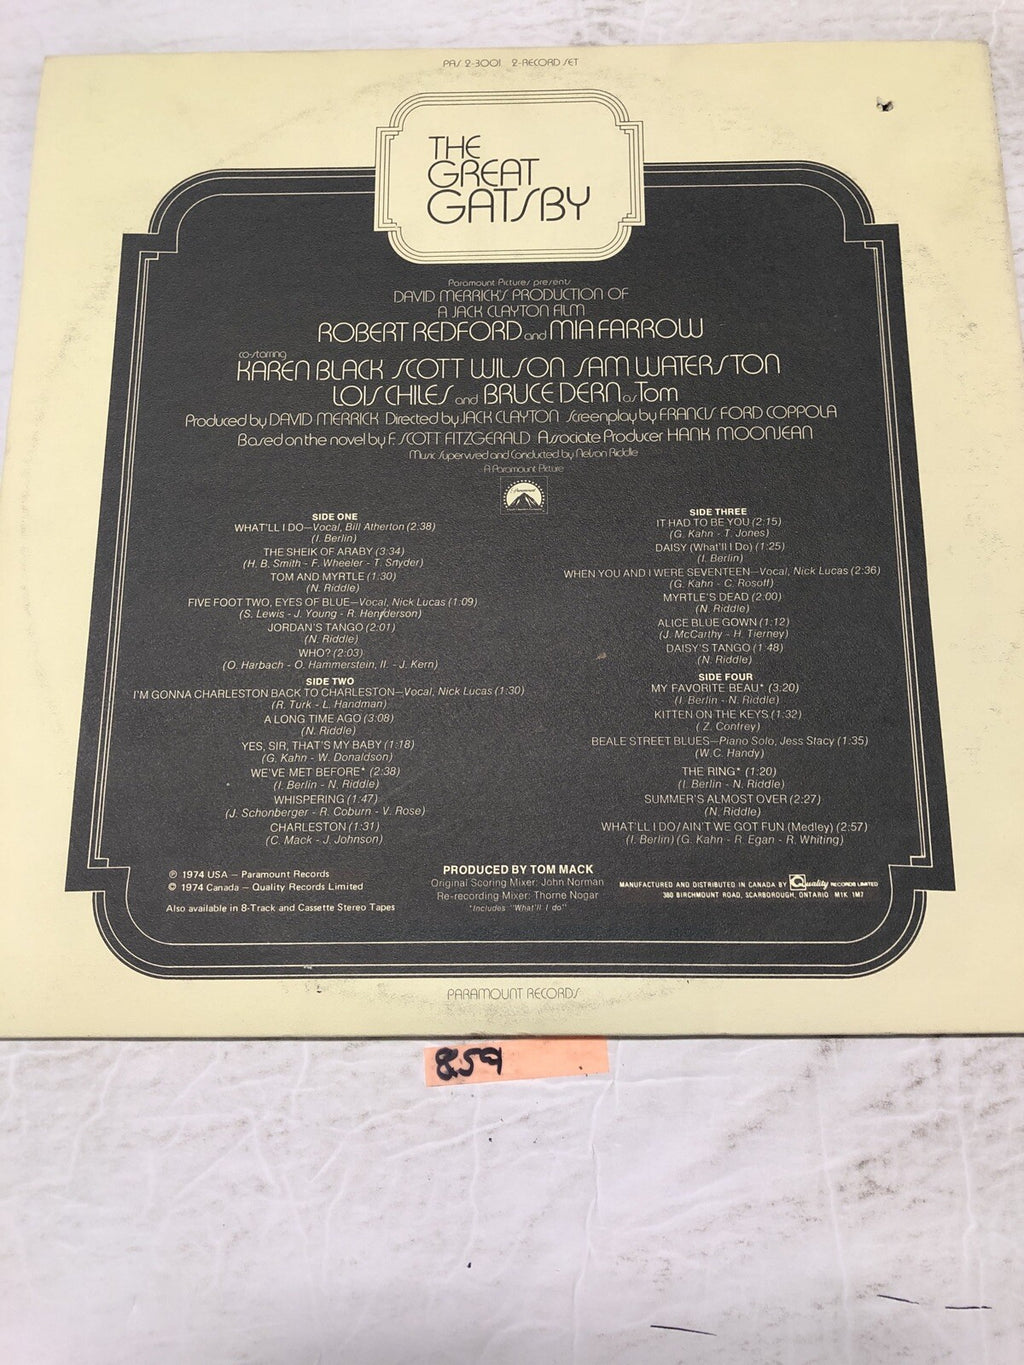 PAS 2-3001 2-RECORD SET
THE
GREAT
GATSBY
Paramount Pictures presents
DAVID MERRICK'S PRODUCTION OF
A JACK CLAYTON FILM
ROBERT REDFORD and MIA FARROW
co-starring
KAREN BLACK SCOTT WILSON SAM WATERSTON
LOIS CHILES and BRUCE DERN as Tom
Produced by DAVID MERRICK Directed by JACK CLAYTON Screenplay by FRANCIS FORD COPPOLA
Based on the novel by F. SCOTT FITZGERALD Associate Producer HANK MOONJEAN
Music Supervised and Conducted by Nelson Riddle
A Paramount Picture
Paramount
SIDE ONE
WHAT'LL I DO—Vocal, Bill Atherton (2:38)
(I. Berlin)
THE SHEIK OF ARABY (3:34)
(H. B. Smith - F. Wheeler - T. Snyder)
TOM AND MYRTLE (1:30)
(N. Riddle)
FIVE FOOT TWO, EYES OF BLUE—Vocal, Nick Lucas (1:09)
(S. Lewis - J. Young - R. Henderson)
JORDAN'S TANGO (2:01)
(N. Riddle)
WHO? (2:03)
(O. Harbach - O. Hammerstein, II. - J. Kern)
SIDE TWO
I'M GONNA CHARLESTON BACK TO CHARLESTON—Vocal, Nick Lucas (1:30)
(R. Turk - L. Handman)
A LONG TIME AGO (3:08)
(N. Riddle)
YES, SIR, THAT'S MY BABY (1:18)
(G. Kahn - W. Donaldson)
WE'VE MET BEFORE* (2:38)
(I. Berlin - N. Riddle)
WHISPERING (1:47)
(J. Schonberger - R. Coburn - V. Rose)
CHARLESTON (1:31)
(C. Mack - J. Johnson)
SIDE THREE
IT HAD TO BE YOU (2:15)
(G. Kahn - T. Jones)
DAISY (What'll I Do) (1:25)
(I. Berlin)
WHEN YOU AND I WERE SEVENTEEN—Vocal, Nick Lucas (2:36)
(G. Kahn - C. Rosoff)
MYRTLE'S DEAD (2:00)
(N. Riddle)
ALICE BLUE GOWN (1:12)
(J. McCarthy - H. Tierney)
DAISY'S TANGO (1:48)
(N. Riddle)
SIDE FOUR
MY FAVORITE BEAU* (3:20)
(I. Berlin - N. Riddle)
KITTEN ON THE KEYS (1:32)
(Z. Confrey)
BEALE STREET BLUES—Piano Solo, Jess Stacy (1:35)
(W.C. Handy)
THE RING* (1:20)
(I. Berlin - N. Riddle)
SUMMER'S ALMOST OVER (2:27)
(N. Riddle)
WHAT'LL I DO/AIN'T WE GOT FUN (Medley) (2:57)
(I. Berlin) (G. Kahn - R. Egan - R. Whiting)
℗ 1974 USA — Paramount Records
© 1974 Canada — Quality Records Limited
Also available in 8-Track and Cassette Stereo Tapes
PRODUCED BY TOM MACK
Original Scoring Mixer: John Norman
Re-recording Mixer: Thorne Nogar
*Includes "What'll I do"
MANUFACTURED AND DISTRIBUTED IN CANADA BY Quality RECORDS LIMITED
380 BIRCHMOUNT ROAD, SCARBOROUGH, ONTARIO M1K 1M7
PARAMOUNT RECORDS
859